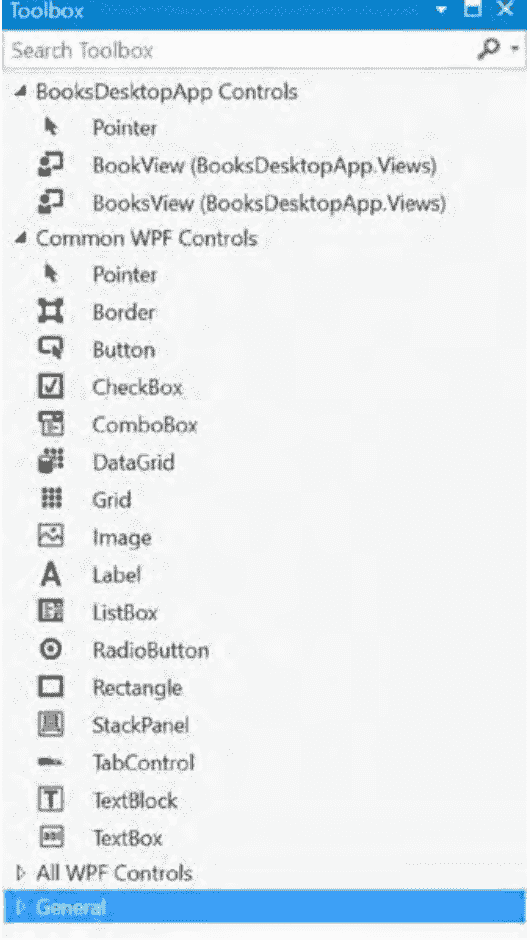 Toolbox
Search Toolbox
BooksDesktopApp Controls
Pointer
BookView (BooksDesktopApp.Views)
BooksView (BooksDesktopApp.Views)
Common WPF Controls
Pointer
Border
Button
CheckBox
ComboBox
DataGrid
Grid
Image
Label
ListBox
RadioButton
Rectangle
StackPanel
TabControl
TextBlock
TextBox
All WPF Controls
General